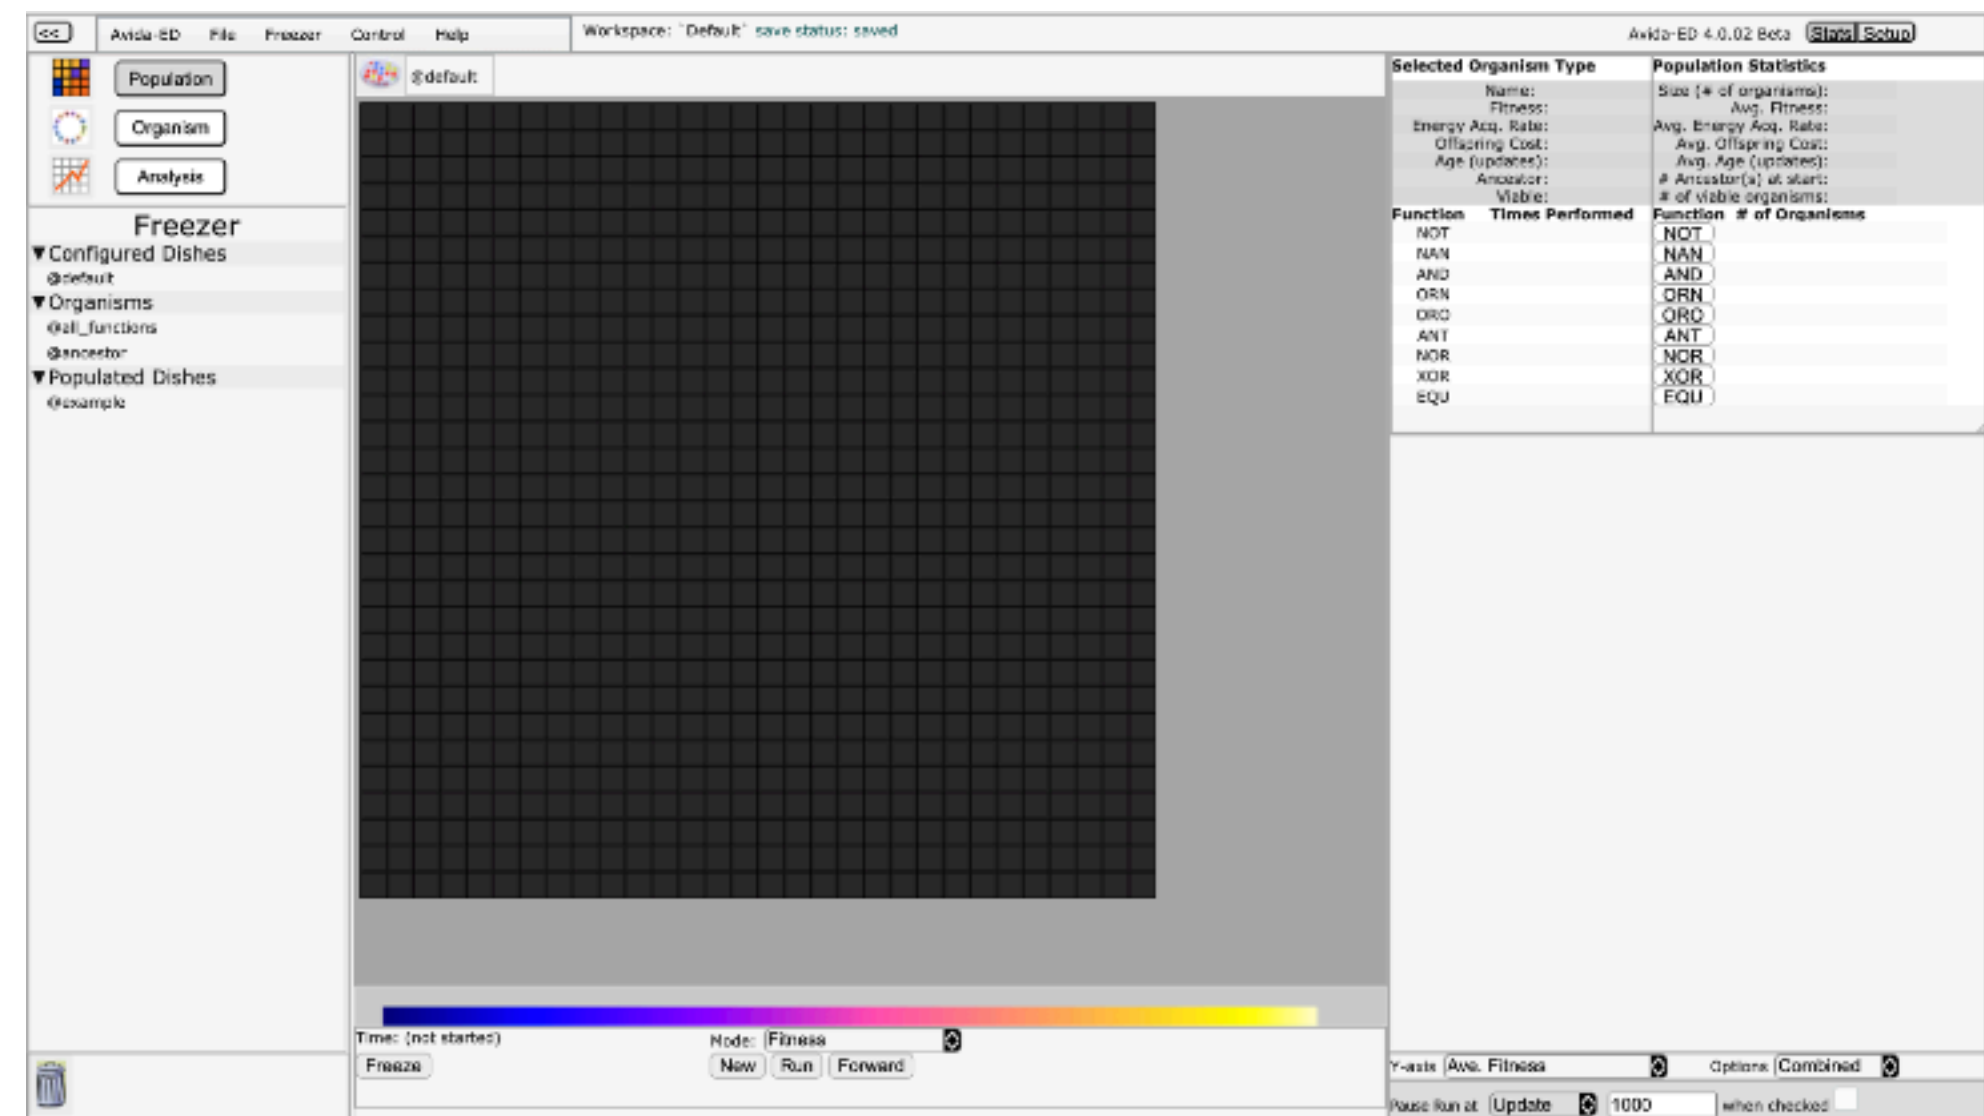 << Avida-ED File Freezer Control Help Workspace: `Default` save status: saved Avida-ED 4.0.02 Beta Stats Setup
Population
Organism
Analysis
Freezer
▼Configured Dishes
@default
▼Organisms
@all_functions
@ancestor
▼Populated Dishes
@example
@default
Time: (not started)
Mode: Fitness
Freeze New Run Forward
Selected Organism Type
Name:
Fitness:
Energy Acq. Rate:
Offspring Cost:
Age (updates):
Ancestor:
Viable:
Function Times Performed
NOT
NAN
AND
ORN
ORO
ANT
NOR
XOR
EQU
Population Statistics
Size (# of organisms):
Avg. Fitness:
Avg. Energy Acq. Rate:
Avg. Offspring Cost:
Avg. Age (updates):
# Ancestor(s) at start:
# of viable organisms:
Function # of Organisms
NOT
NAN
AND
ORN
ORO
ANT
NOR
XOR
EQU
Y-axis Ave. Fitness Options Combined
Pause Run at Update 1000 when checked